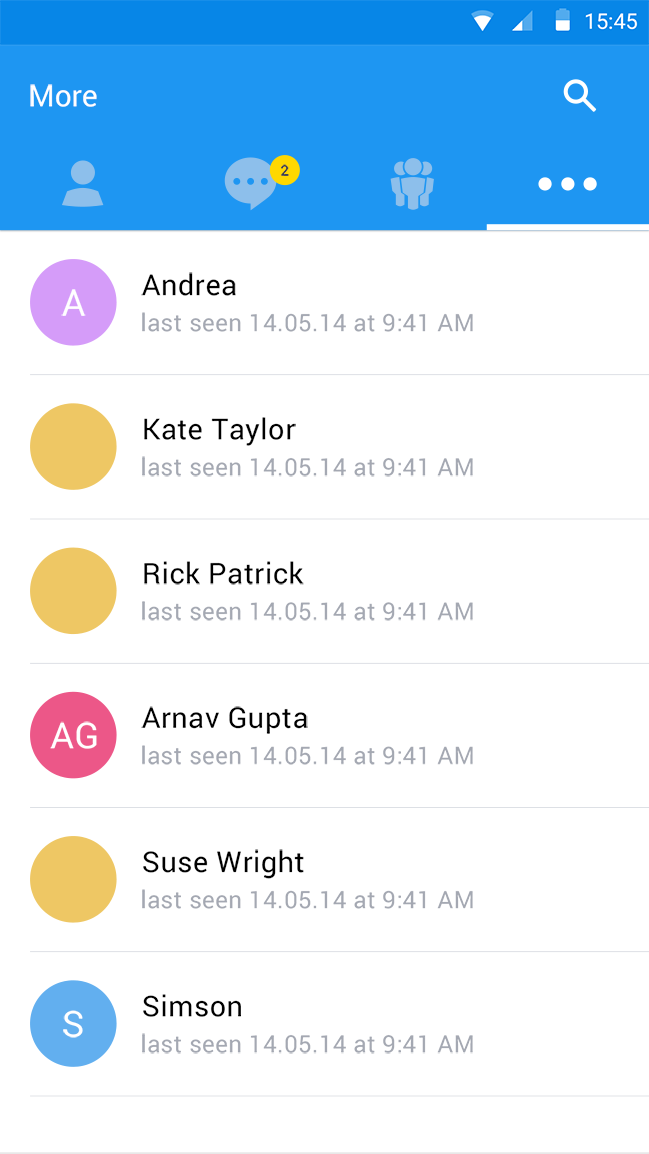 15:45
More
2
A
Andrea
last seen 14.05.14 at 9:41 AM
Kate Taylor
last seen 14.05.14 at 9:41 AM
Rick Patrick
last seen 14.05.14 at 9:41 AM
AG
Arnav Gupta
last seen 14.05.14 at 9:41 AM
Suse Wright
last seen 14.05.14 at 9:41 AM
S
Simson
last seen 14.05.14 at 9:41 AM